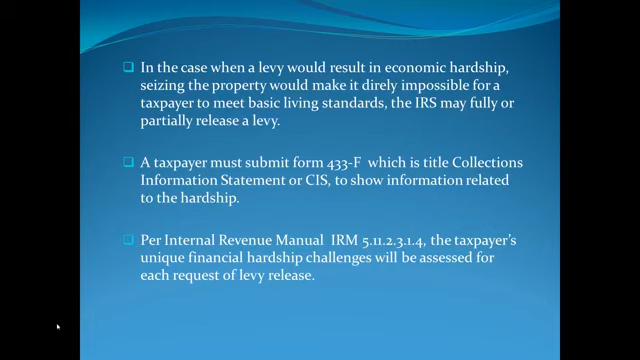 In the case when a levy would result in economic hardship,
seizing the property would make it direly impossible for a
taxpayer to meet basic living standards, the IRS may fully or
partially release a levy.
A taxpayer must submit form 433-F which is title Collections
Information Statement or CIS, to show information related
to the hardship.
Per Internal Revenue Manual IRM 5.11.2.3.1.4, the taxpayer's
unique financial hardship challenges will be assessed for
each request of levy release.